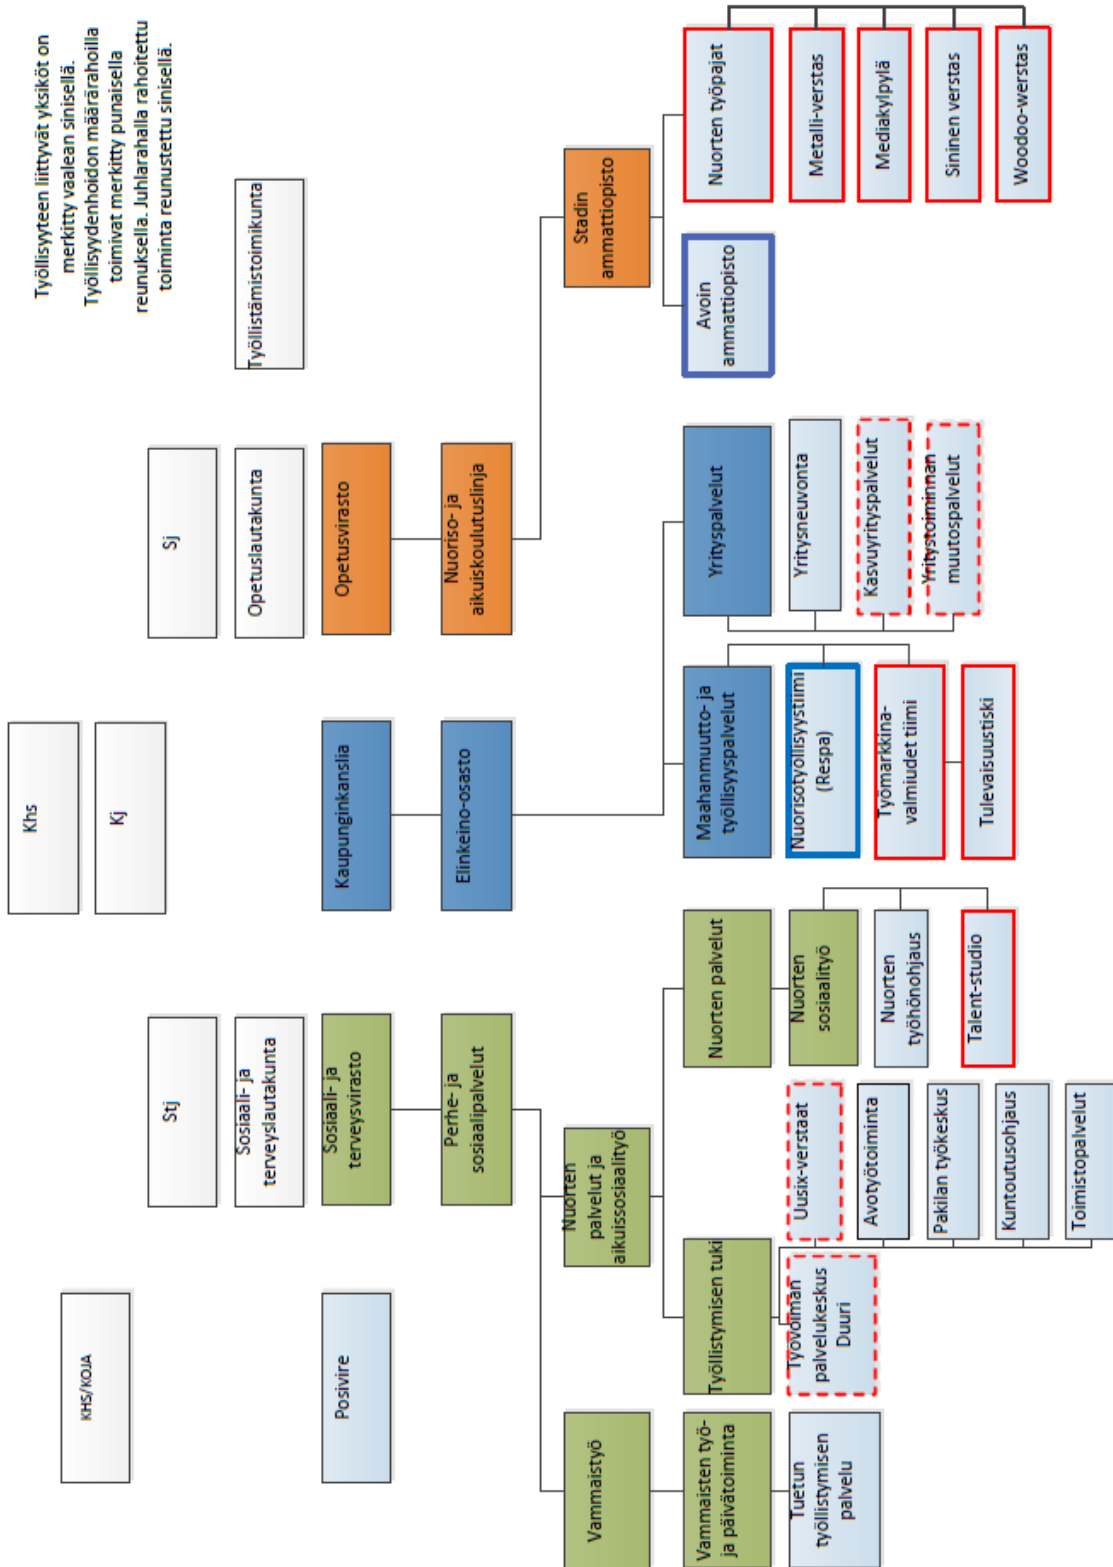 Työllisyyteen liittyvät yksiköt on
merkitty vaalean sinisellä.
Työllisyydenhoidon määrärahoilla
toimivat merkitty punaisella
reunuksella. Juhlarahalla rahoitettu
toiminta reunustettu sinisellä.
Khs
KHS/KOJA
Kj
Stj
Sj
Sosiaali- ja
terveyslautakunta
Opetuslautakunta
Työllistämistoimikunta
Posivire
Sosiaali- ja
terveysvirasto
Kaupunginkanslia
Opetusvirasto
Perhe- ja
sosiaalipalvelut
Elinkeino-osasto
Nuoriso- ja
aikuiskoulutuslinja
Vammaistyö
Nuorten
palvelut ja
aikuissosiaalityö
Stadin
ammattiopisto
Vammaisten työ-
ja päivätoiminta
Työllistymisen tuki
Nuorten palvelut
Maahanmuutto- ja
työllisyyspalvelut
Yrityspalvelut
Avoin
ammattiopisto
Nuorten työpajat
Tuetun
työllistymisen
palvelu
Työvoiman
palvelukeskus
Duuri
Uusix-verstaat
Avotyötoiminta
Pakilan työkeskus
Kuntoutusohjaus
Toimistopalvelut
Nuorten
sosiaalityö
Nuorten
työhönohjaus
Talent-studio
Nuorisotyöllisyystiimi
(Respa)
Työmarkkina-
valmiudet tiimi
Tulevaisuustiski
Yritysneuvonta
Kasvuyrityspalvelut
Yritystoiminnan
muutospalvelut
Metalli-verstas
Mediakylpylä
Sininen verstas
Woodoo-werstas